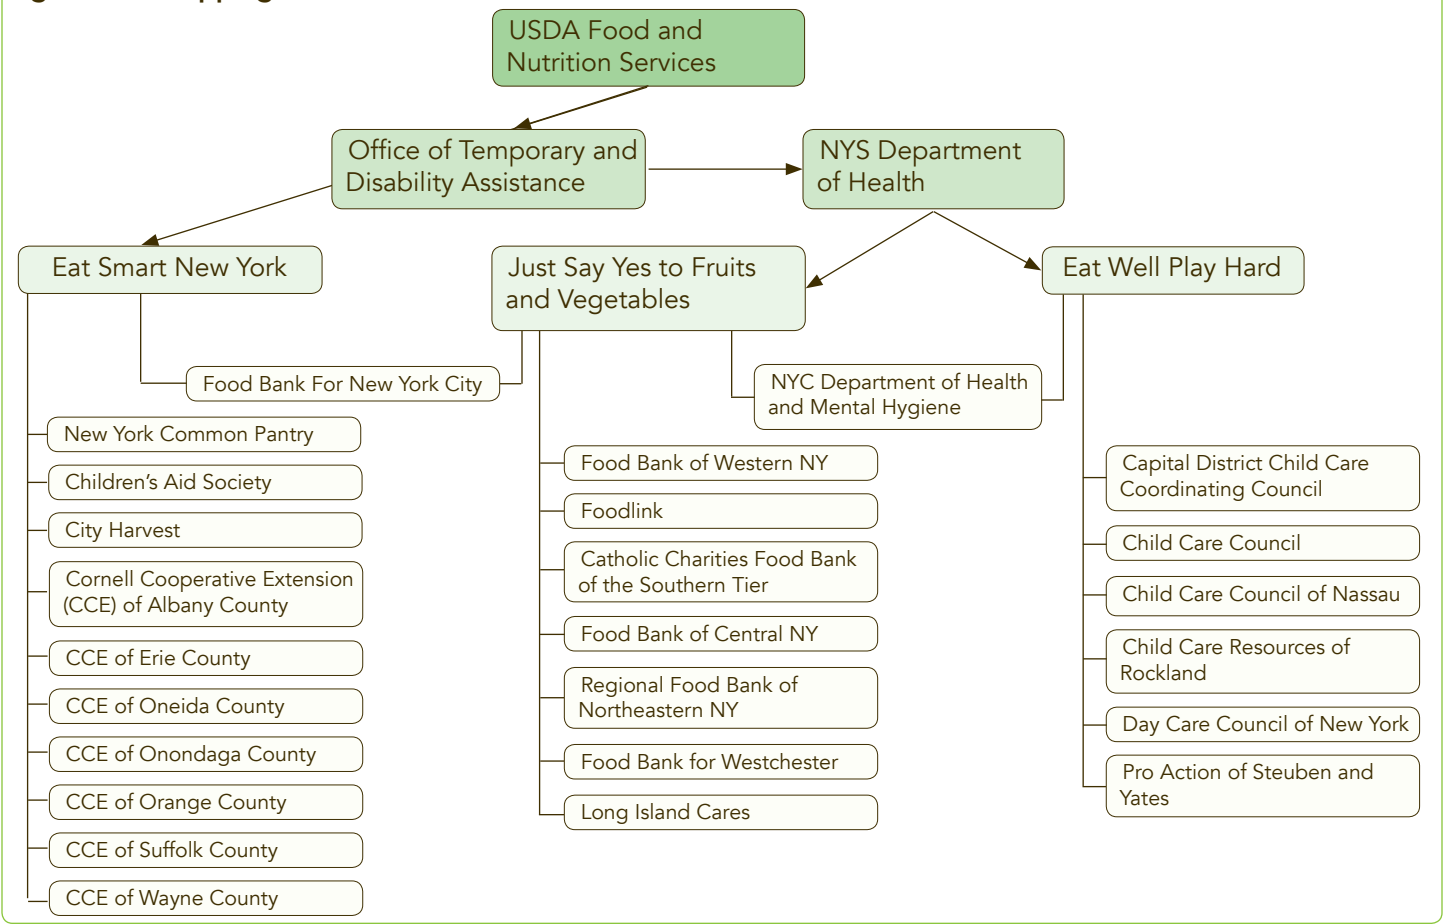 USDA Food and
Nutrition Services
Office of Temporary and
Disability Assistance
NYS Department
of Health
Eat Smart New York
Just Say Yes to Fruits
and Vegetables
Eat Well Play Hard
Food Bank For New York City
NYC Department of Health
and Mental Hygiene
New York Common Pantry
Children's Aid Society
City Harvest
Cornell Cooperative Extension
(CCE) of Albany County
CCE of Erie County
CCE of Oneida County
CCE of Onondaga County
CCE of Orange County
CCE of Suffolk County
CCE of Wayne County
Food Bank of Western NY
Foodlink
Catholic Charities Food Bank
of the Southern Tier
Food Bank of Central NY
Regional Food Bank of
Northeastern NY
Food Bank for Westchester
Long Island Cares
Capital District Child Care
Coordinating Council
Child Care Council
Child Care Council of Nassau
Child Care Resources of
Rockland
Day Care Council of New York
Pro Action of Steuben and
Yates